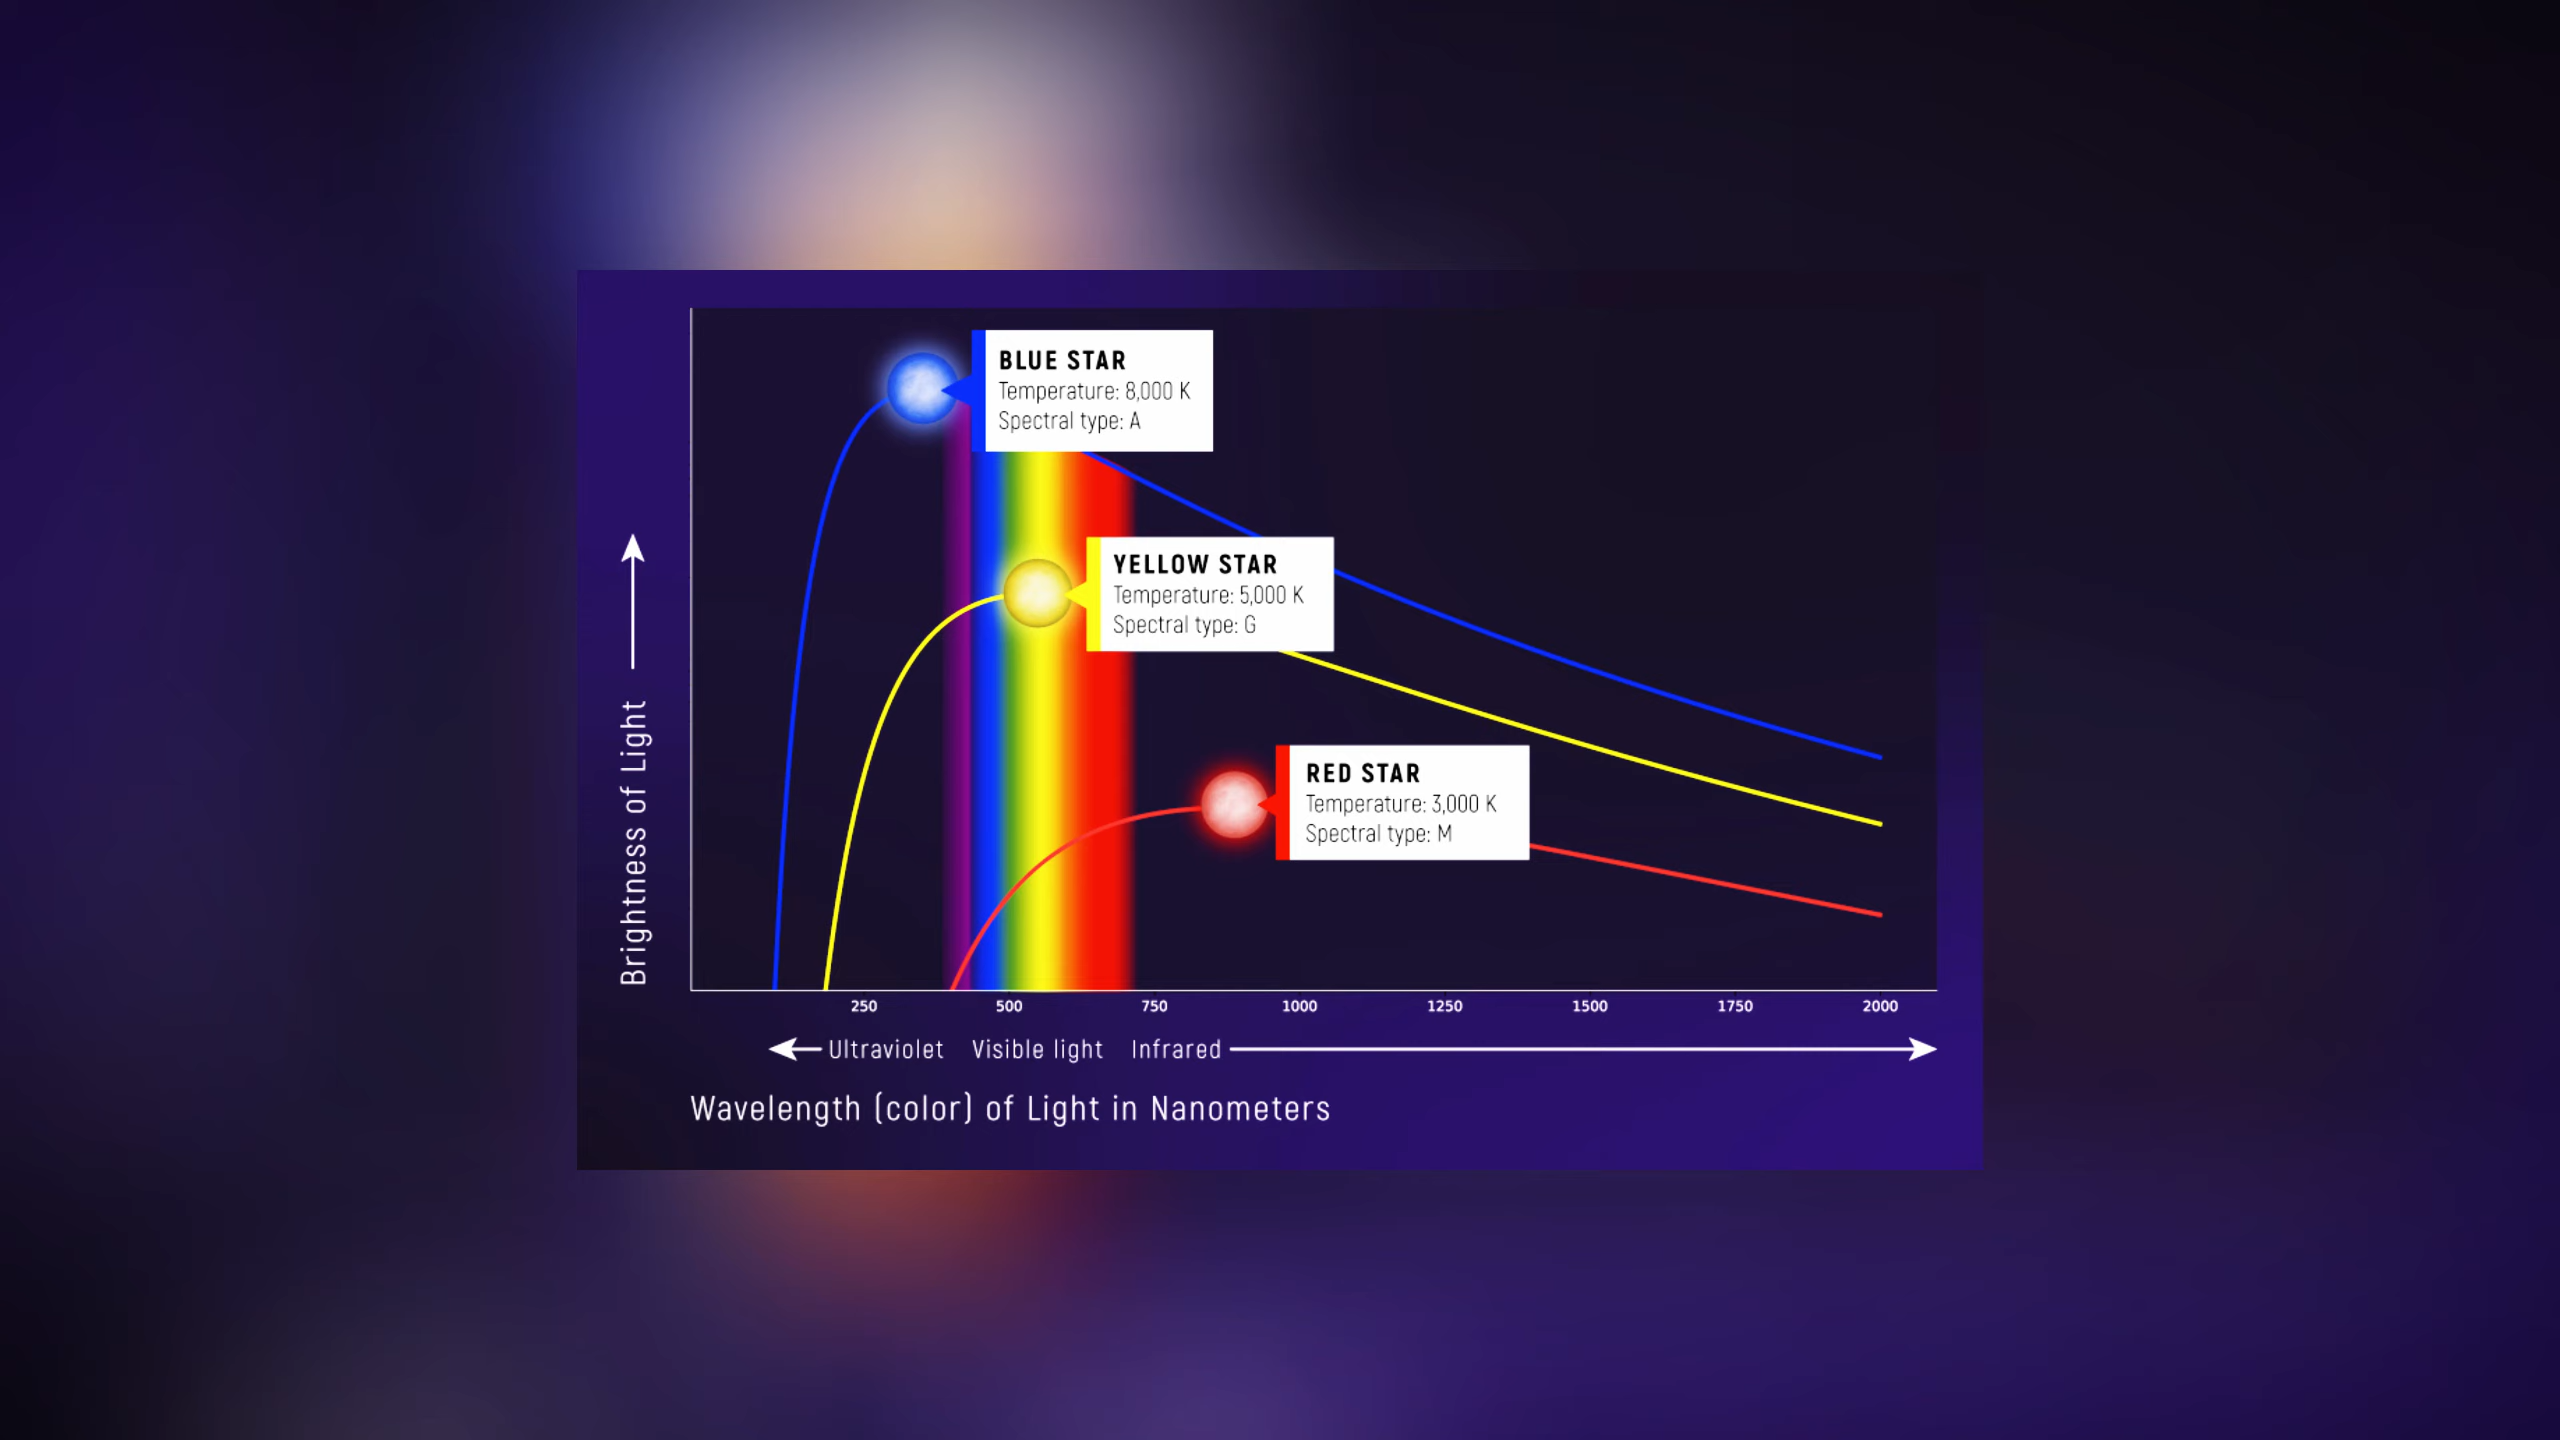 BLUE STAR
Temperature: 8,000 K
Spectral type: A
YELLOW STAR
Temperature: 5,000 K
Spectral type: G
RED STAR
Temperature: 3,000 K
Spectral type: M
Brightness of Light
250 500 750 1000 1250 1500 1750 2000
Ultraviolet Visible light Infrared
Wavelength (color) of Light in Nanometers